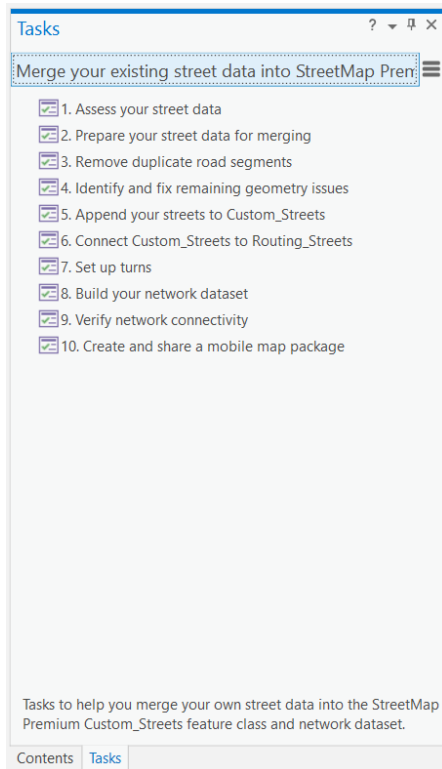 Tasks
Merge your existing street data into StreetMap Prem
1. Assess your street data
2. Prepare your street data for merging
3. Remove duplicate road segments
4. Identify and fix remaining geometry issues
5. Append your streets to Custom_Streets
6. Connect Custom_Streets to Routing_Streets
7. Set up turns
8. Build your network dataset
9. Verify network connectivity
10. Create and share a mobile map package
Tasks to help you merge your own street data into the StreetMap
Premium Custom_Streets feature class and network dataset.
Contents Tasks